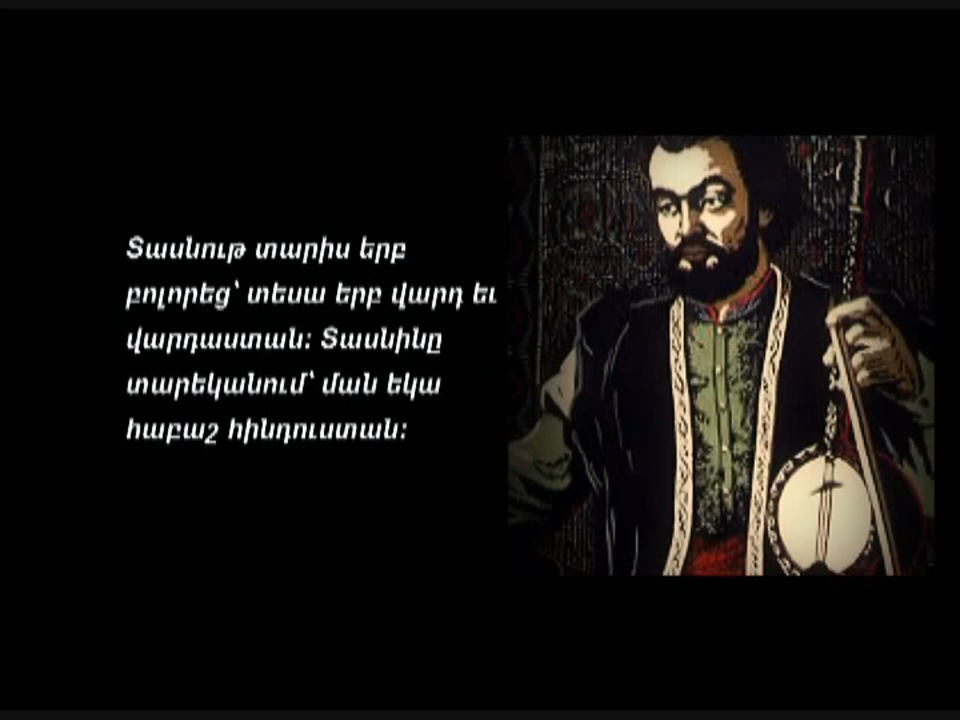 Տասնութ տարիս երբ
բոլորեց՝ տեսա երբ վարդ եւ
վարդաստան: Տասնինը
տարեկանում՝ ման եկա
հաբաշ հինդուստան: